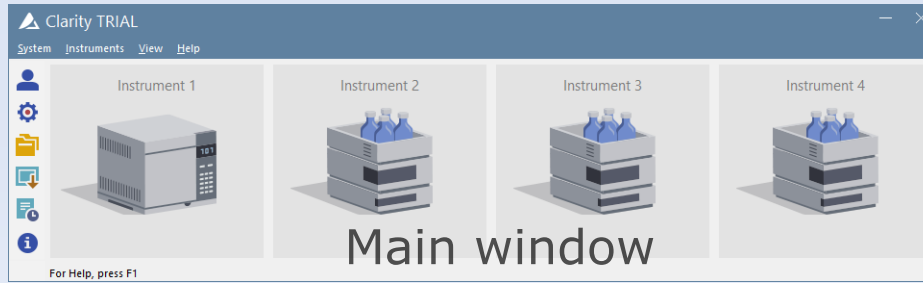 Clarity TRIAL
System Instruments View Help
Instrument 1 Instrument 2 Instrument 3 Instrument 4
101
Main window
For Help, press F1